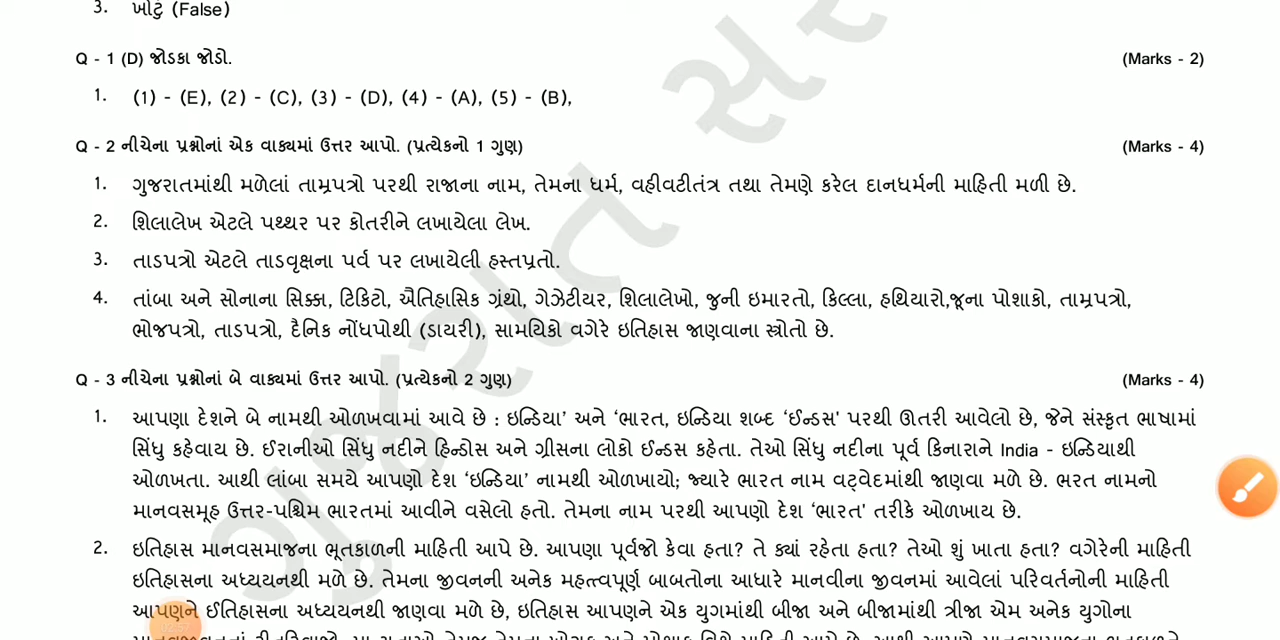 3. ખોટું (False)
Q - 1 (D) જોડકા જોડો. (Marks - 2)
1. (1) - (E), (2) - (C), (3) - (D), (4) - (A), (5) - (B),
Q - 2 નીચેના પ્રશ્નોનાં એક વાક્યમાં ઉત્તર આપો. (પ્રત્યેકનો 1 ગુણ) (Marks - 4)
1. ગુજરાતમાંથી મળેલાં તામ્રપત્રો પરથી રાજાના નામ, તેમના ધર્મ, વહીવટીતંત્ર તથા તેમણે કરેલ દાનધર્મની માહિતી મળી છે.
2. શિલાલેખ એટલે પથ્થર પર કોતરીને લખાયેલા લેખ.
3. તાડપત્રો એટલે તાડવૃક્ષના પર્વ પર લખાયેલી હસ્તપ્રતો.
4. તાંબા અને સોનાના સિક્કા, ટિકિટો, ઐતિહાસિક ગ્રંથો, ગેઝેટીયર, શિલાલેખો, જુની ઇમારતો, કિલ્લા, હથિયારો,જૂના પોશાકો, તામ્રપત્રો,
ભોજપત્રો, તાડપત્રો, દૈનિક નોંધપોથી (ડાયરી), સામયિકો વગેરે ઇતિહાસ જાણવાના સ્ત્રોતો છે.
Q - 3 નીચેના પ્રશ્નોનાં બે વાક્યમાં ઉત્તર આપો. (પ્રત્યેકનો 2 ગુણ) (Marks - 4)
1. આપણા દેશને બે નામથી ઓળખવામાં આવે છે : ઇન્ડિયા’ અને ‘ભારત, ઇન્ડિયા શબ્દ ‘ઈન્ડસ’ પરથી ઊતરી આવેલો છે, જેને સંસ્કૃત ભાષામાં
સિંધુ કહેવાય છે. ઈરાનીઓ સિંધુ નદીને હિન્ડોસ અને ગ્રીસના લોકો ઈન્ડસ કહેતા. તેઓ સિંધુ નદીના પૂર્વ કિનારાને India - ઇન્ડિયાથી
ઓળખતા. આથી લાંબા સમયે આપણો દેશ ‘ઇન્ડિયા’ નામથી ઓળખાયો; જ્યારે ભારત નામ વટ્વેદમાંથી જાણવા મળે છે. ભરત નામનો
માનવસમૂહ ઉત્તર-પશ્ચિમ ભારતમાં આવીને વસેલો હતો. તેમના નામ પરથી આપણો દેશ ‘ભારત’ તરીકે ઓળખાય છે.
2. ઇતિહાસ માનવસમાજના ભૂતકાળની માહિતી આપે છે. આપણા પૂર્વજો કેવા હતા? તે ક્યાં રહેતા હતા? તેઓ શું ખાતા હતા? વગેરેની માહિતી
ઇતિહાસના અધ્યયનથી મળે છે. તેમના જીવનની અનેક મહત્ત્વપૂર્ણ બાબતોના આધારે માનવીના જીવનમાં આવેલાં પરિવર્તનોની માહિતી
આપણને ઈતિહાસના અધ્યયનથી જાણવા મળે છે, ઇતિહાસ આપણને એક યુગમાંથી બીજા અને બીજામાંથી ત્રીજા એમ અનેક યુગોના